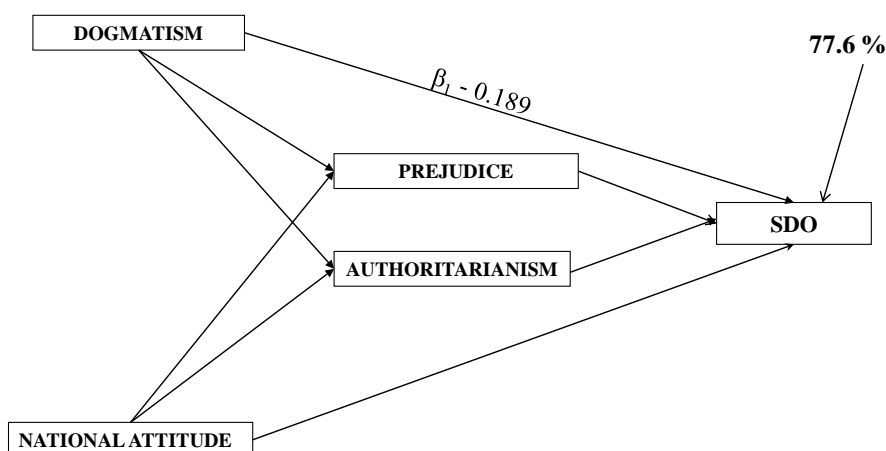 DOGMATISM
77.6 %
β₁ - 0.189
PREJUDICE
SDO
AUTHORITARIANISM
NATIONAL ATTITUDE